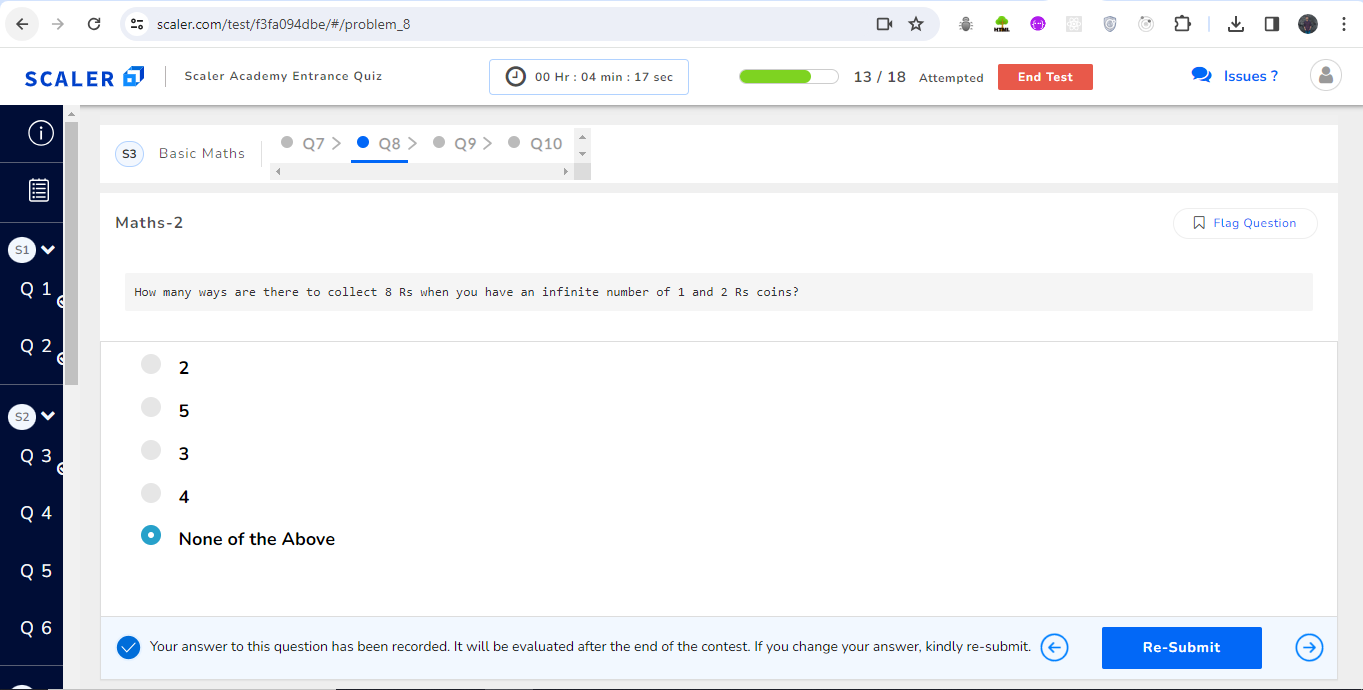 scaler.com/test/f3fa094dbe/#/problem_8
HTML
SCALER
Scaler Academy Entrance Quiz
00 Hr : 04 min : 17 sec
13 / 18 Attempted
End Test
Issues ?
S3 Basic Maths
Q7 Q8 Q9 Q10
Maths-2
Flag Question
S1
Q 1
Q 2
S2
Q 3
Q 4
Q 5
Q 6
How many ways are there to collect 8 Rs when you have an infinite number of 1 and 2 Rs coins?
2
5
3
4
None of the Above
Your answer to this question has been recorded. It will be evaluated after the end of the contest. If you change your answer, kindly re-submit.
Re-Submit